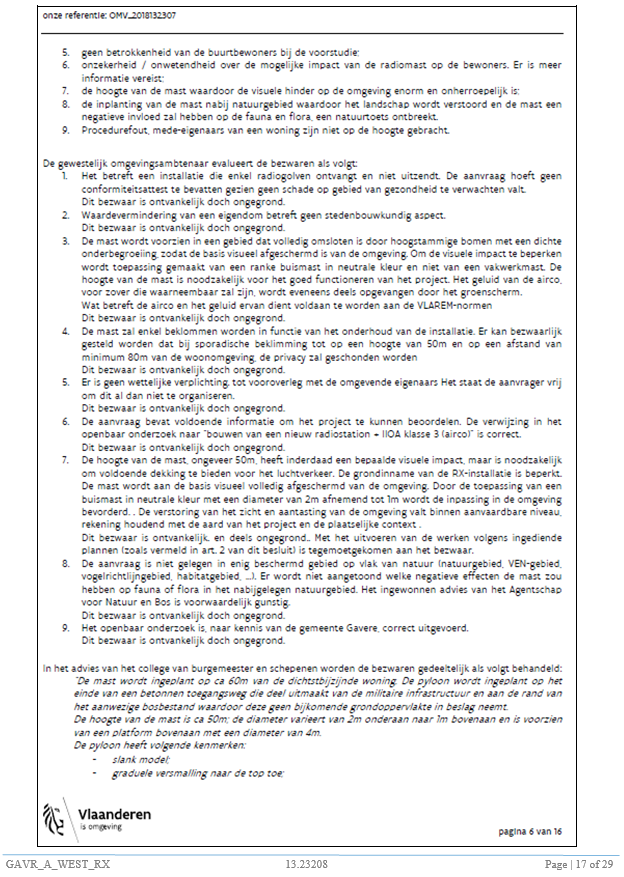 onze referentie: OMV_2018132307
5. geen betrokkenheid van de buurtbewoners bij de voorstudie;
6. onzekerheid / onwetendheid over de mogelijke impact van de radiomast op de bewoners. Er is meer
informatie vereist;
7. de hoogte van de mast waardoor de visuele hinder op de omgeving enorm en onherroepelijk is;
8. de inplanting van de mast nabij natuurgebied waardoor het landschap wordt verstoord en de mast een
negatieve invloed zal hebben op de fauna en flora, een natuurtoets ontbreekt.
9. Procedurefout, mede-eigenaars van een woning zijn niet op de hoogte gebracht.
De gewestelijk omgevingsambtenaar evalueert de bezwaren als volgt:
1. Het betreft een installatie die enkel radiogolven ontvangt en niet uitzendt. De aanvraag hoeft geen
conformiteitsattest te bevatten gezien geen schade op gebied van gezondheid te verwachten valt.
Dit bezwaar is ontvankelijk doch ongegrond.
2. Waardevermindering van een eigendom betreft geen stedenbouwkundig aspect.
Dit bezwaar is ontvankelijk doch ongegrond.
3. De mast wordt voorzien in een gebied dat volledig omsloten is door hoogstammige bomen met een dichte
onderbegroeiing; zodat de basis visueel afgeschermd is van de omgeving. Om de visuele impact te beperken
wordt toepassing gemaakt van een ranke buismast in neutrale kleur en niet van een vakwerkmast. De
hoogte van de mast is noodzakelijk voor het goed functioneren van het project. Het geluid van de airco,
voor zover die waarneembaar zal zijn, wordt eveneens deels opgevangen door het groenscherm.
Wat betreft de airco en het geluid ervan dient voldaan te worden aan de VLAREM-normen
Dit bezwaar is ontvankelijk doch ongegrond.
4. De mast zal enkel beklommen worden in functie van het onderhoud van de installatie. Er kan bezwaarlijk
gesteld worden dat bij sporadische beklimming tot op een hoogte van 50m en op een afstand van
minimum 80m van de woonomgeving, de privacy zal geschonden worden
Dit bezwaar is ontvankelijk doch ongegrond.
5. Er is geen wettelijke verplichting, tot vooroverleg met de omgevende eigenaars Het staat de aanvrager vrij
om dit al dan niet te organiseren.
Dit bezwaar is ontvankelijk doch ongegrond.
6. De aanvraag bevat voldoende informatie om het project te kunnen beoordelen. De verwijzing in het
openbaar onderzoek naar "bouwen van een nieuw radiostation + IIOA klasse 3 (airco)" is correct.
Dit bezwaar is ontvankelijk doch ongegrond.
7. De hoogte van de mast, ongeveer 50m, heeft inderdaad een bepaalde visuele impact, maar is noodzakelijk
om voldoende dekking te bieden voor het luchtverkeer. De grondinname van de RX-installatie is beperkt.
De mast wordt aan de basis visueel volledig afgeschermd van de omgeving. Door de toepassing van een
buismast in neutrale kleur met een diameter van 2m afnemend tot 1m wordt de inpassing in de omgeving
bevorderd. . De verstoring van het zicht en aantasting van de omgeving valt binnen aanvaardbare niveau,
rekening houdend met de aard van het project en de plaatselijke context .
Dit bezwaar is ontvankelijk. en deels ongegrond.. Met het uitvoeren van de werken volgens ingediende
plannen (zoals vermeld in art. 2 van dit besluit) is tegemoetgekomen aan het bezwaar.
8. De aanvraag is niet gelegen in enig beschermd gebied op vlak van natuur (natuurgebied, VEN-gebied,
vogelrichtlijngebied, habitatgebied, ...). Er wordt niet aangetoond welke negatieve effecten de mast zou
hebben op fauna of flora in het nabijgelegen natuurgebied. Het ingewonnen advies van het Agentschap
voor Natuur en Bos is voorwaardelijk gunstig.
Dit bezwaar is ontvankelijk doch ongegrond.
9. Het openbaar onderzoek is, naar kennis van de gemeente Gavere, correct uitgevoerd.
Dit bezwaar is ontvankelijk doch ongegrond.
In het advies van het college van burgemeester en schepenen worden de bezwaren gedeeltelijk als volgt behandeld:
"De mast wordt ingeplant op ca 60m van de dichtstbijzijnde woning. De pyloon wordt ingeplant op het
einde van een betonnen toegangsweg die deel uitmaakt van de militaire infrastructuur en aan de rand van
het aanwezige bosbestand waardoor deze geen bijkomende grondoppervlakte in beslag neemt.
De hoogte van de mast is ca 50m; de diameter varieert van 2m onderaan naar 1m bovenaan en is voorzien
van een platform bovenaan met een diameter van 4m.
De pyloon heeft volgende kenmerken:
- slank model;
- graduele versmalling naar de top toe;
Vlaanderen
is omgeving
pagina 6 van 16
GAVR_A_WEST_RX 13.23208 Page | 17 of 29